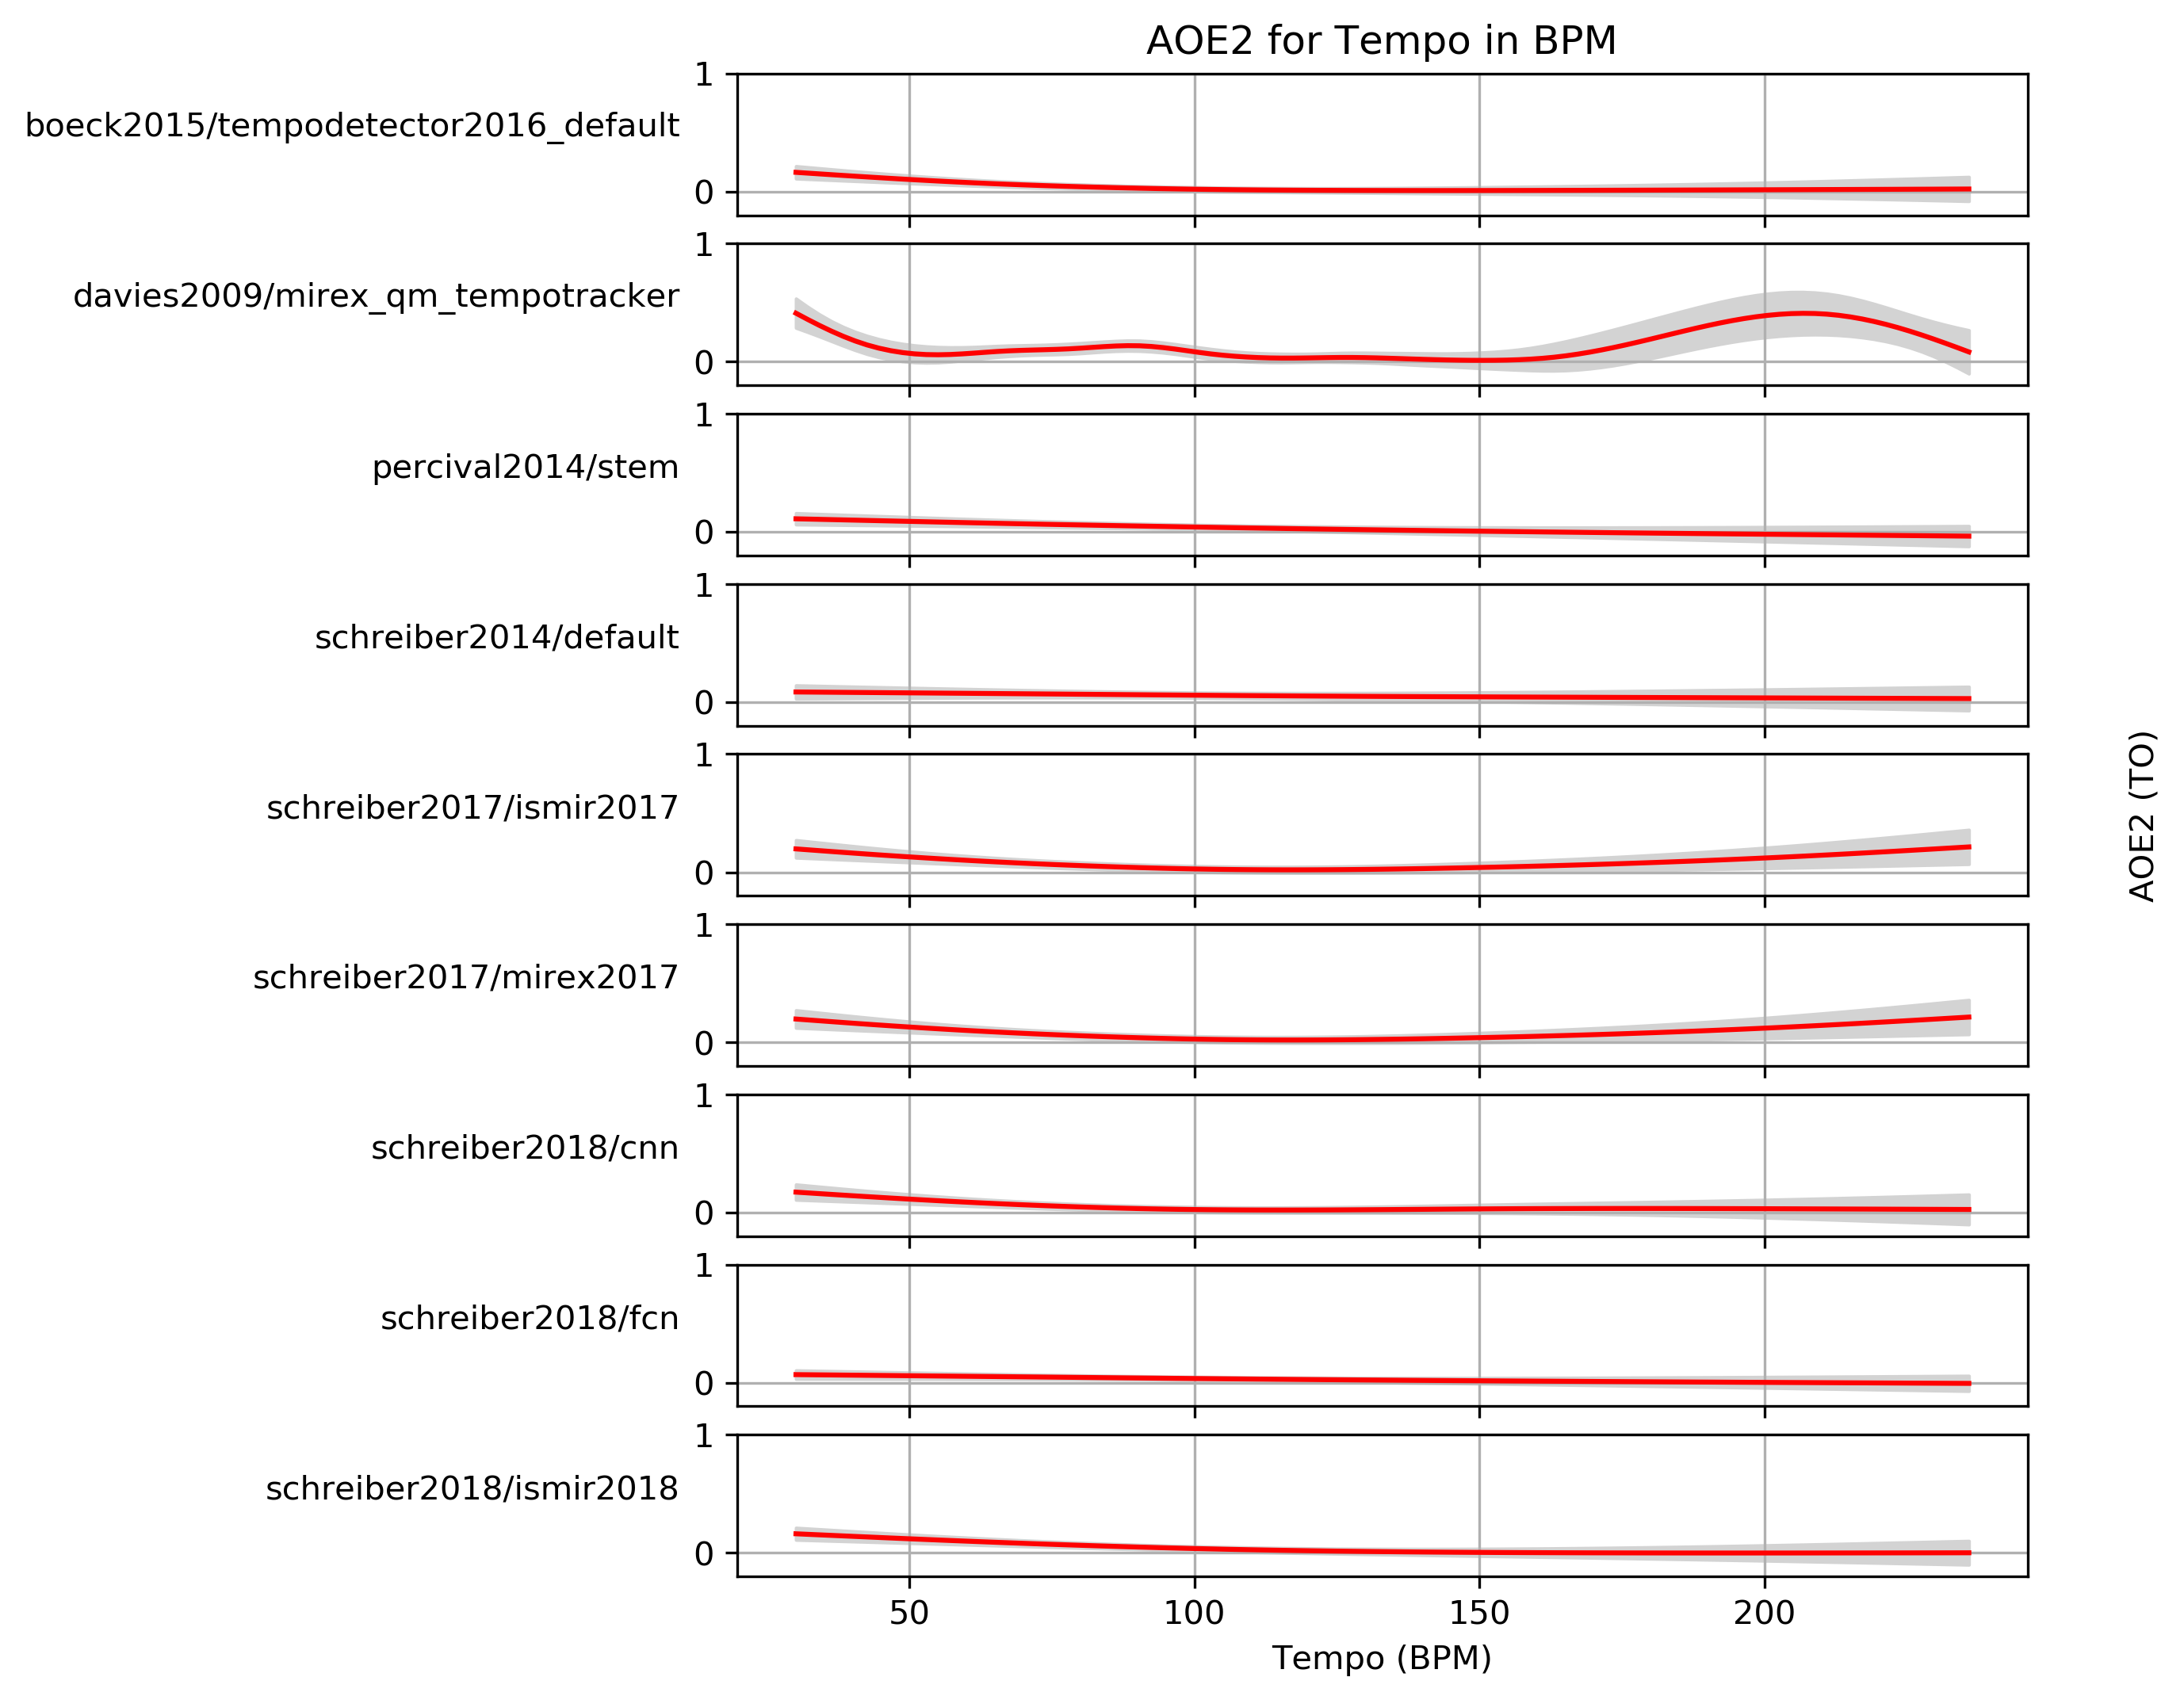 AOE2 for Tempo in BPM
1
boeck2015/tempodetector2016_default
0
1
davies2009/mirex_qm_tempotracker
0
1
percival2014/stem
0
1
schreiber2014/default
0
1
schreiber2017/ismir2017
0
1
schreiber2017/mirex2017
0
1
schreiber2018/cnn
0
1
schreiber2018/fcn
0
1
schreiber2018/ismir2018
0
50 100 150 200
Tempo (BPM)
AOE2 (TO)